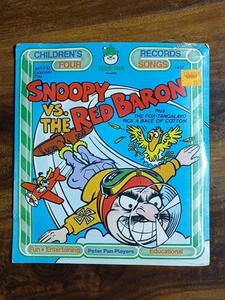 CHILDREN'S
RECORDS
FOUR
SONGS
SNOOPY
VS.
THE RED BARON
Plus
THE FOX·TANGALAYO
PICK A BALE OF COTTON
Fun + Entertaining
Peter Pan Players
Educational